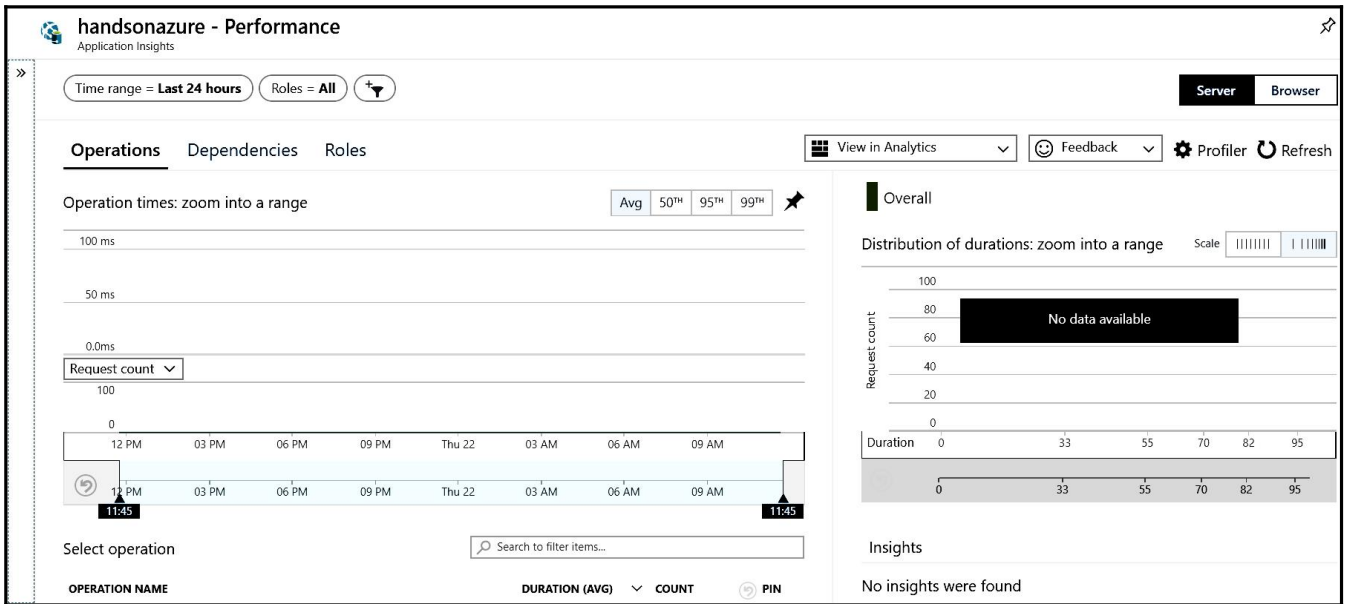 handsonazure - Performance
Application Insights
»
Time range = Last 24 hours
Roles = All
Server
Browser
Operations
Dependencies
Roles
View in Analytics
Feedback
Profiler
Refresh
Operation times: zoom into a range
Avg
50TH
95TH
99TH
100 ms
50 ms
0.0ms
Request count
100
0
12 PM 03 PM 06 PM 09 PM Thu 22 03 AM 06 AM 09 AM
12 PM 03 PM 06 PM 09 PM Thu 22 03 AM 06 AM 09 AM
11:45 11:45
Select operation
Search to filter items...
OPERATION NAME DURATION (AVG) COUNT PIN
Overall
Distribution of durations: zoom into a range
Scale
Request count
100
80
60
40
20
0
No data available
Duration 0 33 55 70 82 95
0 33 55 70 82 95
Insights
No insights were found